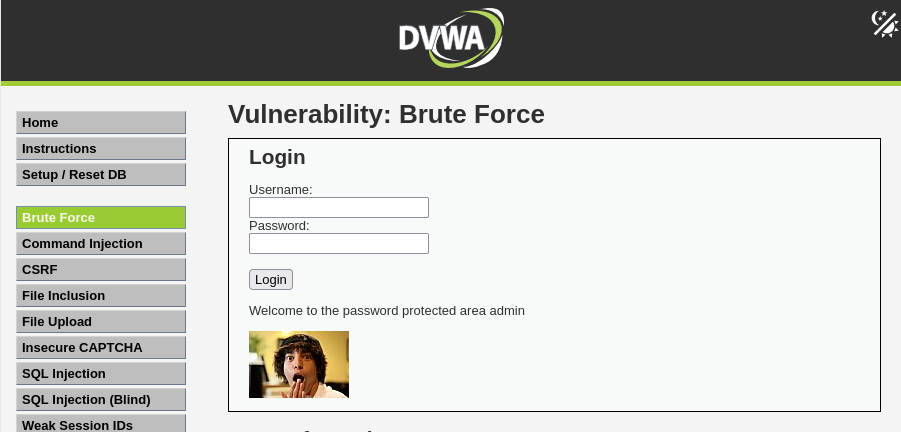 DVWA
Home
Instructions
Setup / Reset DB
Brute Force
Command Injection
CSRF
File Inclusion
File Upload
Insecure CAPTCHA
SQL Injection
SQL Injection (Blind)
Weak Session IDs
Vulnerability: Brute Force
Login
Username:
Password:
Login
Welcome to the password protected area admin